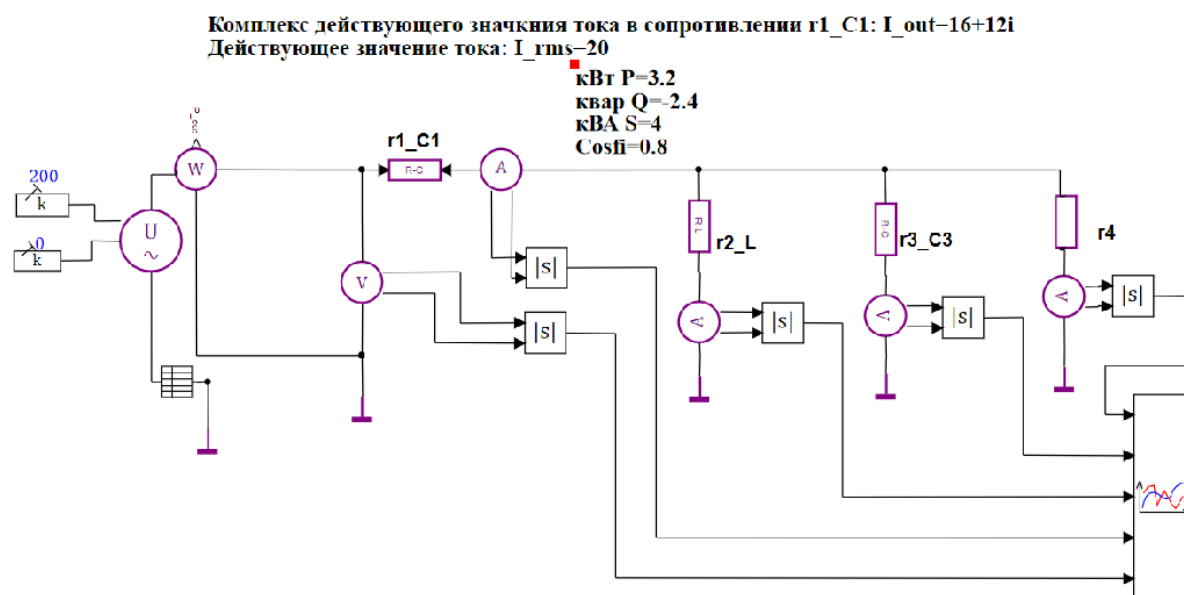 Комплекс действующего значкния тока в сопротивлении r1_C1: I_out=16+12i
Действующее значение тока: I_rms=20
кВт P=3.2
квар Q=-2.4
кВА S=4
Cosfi=0.8
W
r1_C1
R-C
A
200
k
U
0
k
V
|s|
|s|
R-L
r2_L
A
|s|
R-C
r3_C3
A
|s|
r4
A
|s|